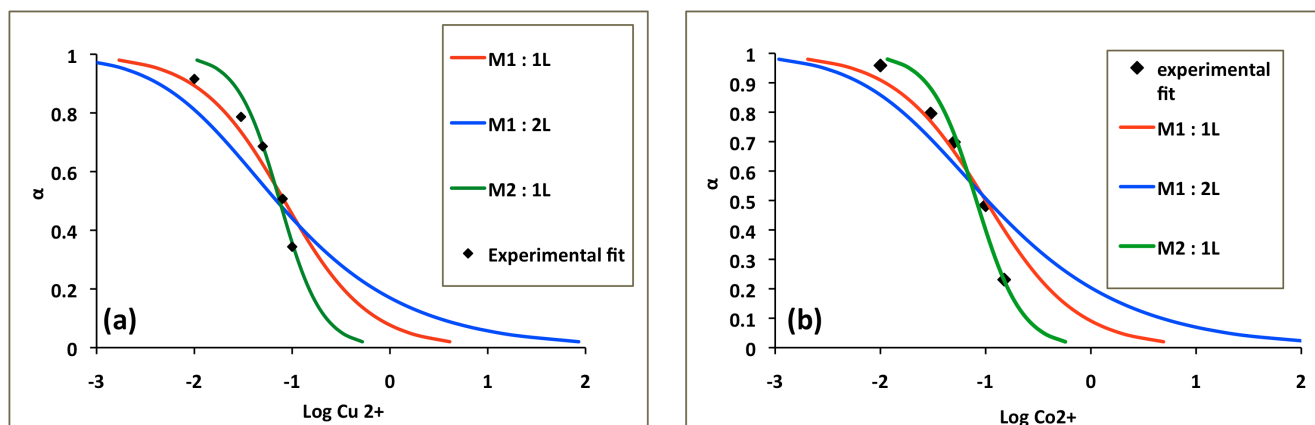 1
0.8
0.6
0.4
0.2
0
α
-3
-2
-1
0
1
2
Log Cu 2+
(a)
M1 : 1L
M1 : 2L
M2 : 1L
Experimental fit
1
0.9
0.8
0.7
0.6
0.5
0.4
0.3
0.2
0.1
0
α
-3
-2
-1
0
1
2
Log Co2+
(b)
experimental
fit
M1 : 1L
M1 : 2L
M2 : 1L